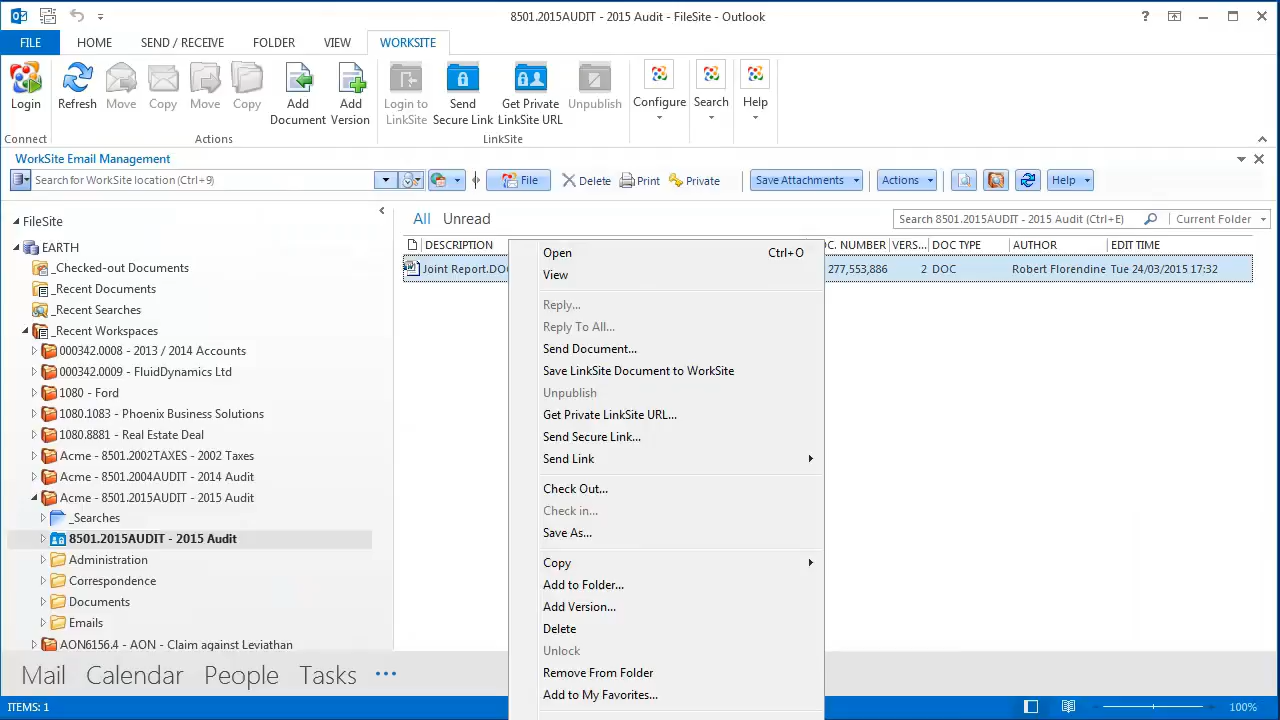 8501.2015AUDIT - 2015 Audit - FileSite - Outlook
FILE HOME SEND / RECEIVE FOLDER VIEW WORKSITE
Login Refresh Move Copy Move Copy Add Document Add Version Login to LinkSite Send Secure Link Get Private LinkSite URL Unpublish Configure Search Help
Connect Actions LinkSite
WorkSite Email Management
Search for WorkSite location (Ctrl+9) File Delete Print Private Save Attachments Actions Help
FileSite
All Unread Search 8501.2015AUDIT - 2015 Audit (Ctrl+E) Current Folder
DESCRIPTION C. NUMBER VERS... DOC TYPE AUTHOR EDIT TIME
Joint Report.DOC 277,553,886 2 DOC Robert Florendine Tue 24/03/2015 17:32
EARTH
_Checked-out Documents
_Recent Documents
_Recent Searches
_Recent Workspaces
000342.0008 - 2013 / 2014 Accounts
000342.0009 - FluidDynamics Ltd
1080 - Ford
1080.1083 - Phoenix Business Solutions
1080.8881 - Real Estate Deal
Acme - 8501.2002TAXES - 2002 Taxes
Acme - 8501.2004AUDIT - 2014 Audit
Acme - 8501.2015AUDIT - 2015 Audit
_Searches
8501.2015AUDIT - 2015 Audit
Administration
Correspondence
Documents
Emails
AON6156.4 - AON - Claim against Leviathan
Open Ctrl+O
View
Reply...
Reply To All...
Send Document...
Save LinkSite Document to WorkSite
Unpublish
Get Private LinkSite URL...
Send Secure Link...
Send Link
Check Out...
Check in...
Save As...
Copy
Add to Folder...
Add Version...
Delete
Unlock
Remove From Folder
Add to My Favorites...
Mail Calendar People Tasks
ITEMS: 1 100%